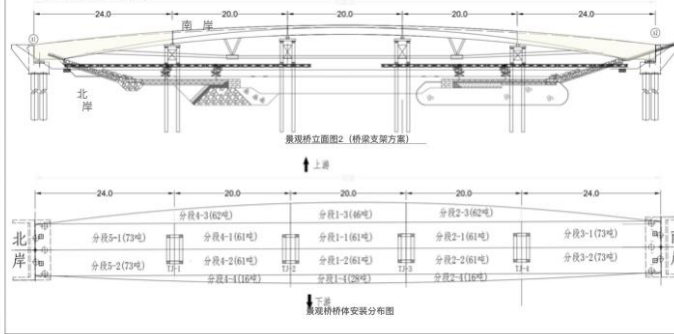 24.0 20.0 20.0 20.0 24.0
南岸
北岸
景观桥立面图2（桥梁支架方案）
上游
24.0 20.0 20.0 20.0 24.0
分段4-3(62吨) 分段1-3(46吨) 分段2-3(62吨)
北岸 分段5-1(73吨) 分段4-1(61吨) 分段1-1(61吨) 分段2-1(61吨) 分段3-1(73吨) 南岸
分段5-2(73吨) TJ-1 分段4-2(61吨) TJ-2 分段1-2(61吨) TJ-3 分段2-2(61吨) TJ-4 分段3-2(73吨)
分段4-4(16吨) 分段1-4(28吨) 分段2-4(16吨)
下游
景观桥桥体安装分布图